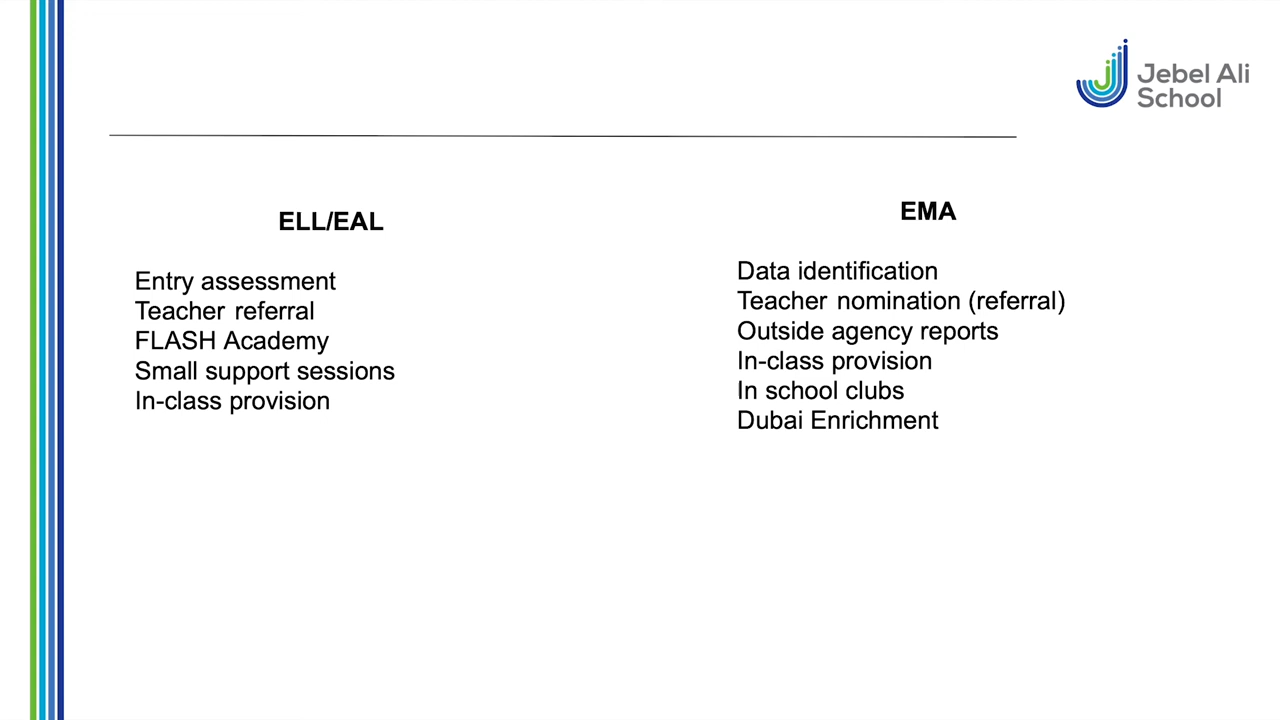 Jebel Ali
School
ELL/EAL
Entry assessment
Teacher referral
FLASH Academy
Small support sessions
In-class provision
EMA
Data identification
Teacher nomination (referral)
Outside agency reports
In-class provision
In school clubs
Dubai Enrichment